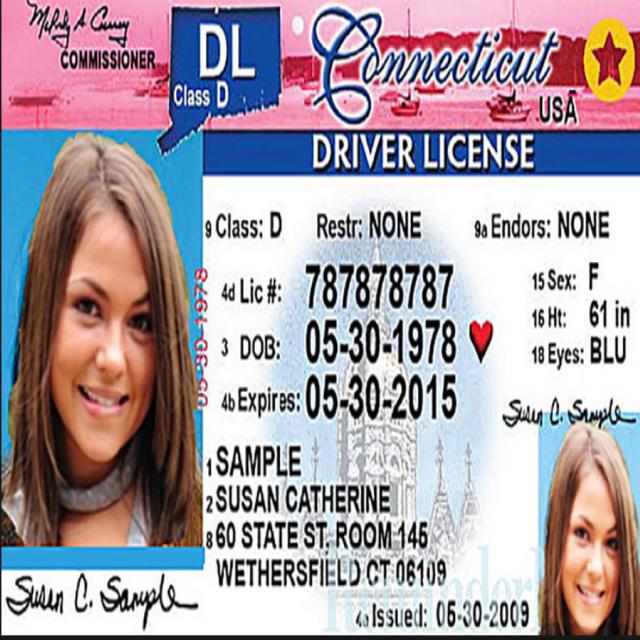 Melody A Currey
COMMISSIONER
DL
Class D
Connecticut
USA
DRIVER LICENSE
9 Class: D Restr: NONE 9a Endors: NONE
4d Lic #: 787878787
15 Sex: F
16 Ht: 61 in
18 Eyes: BLU
05-30-1978
3 DOB: 05-30-1978
4b Expires: 05-30-2015
Susan C. Sample
1 SAMPLE
2 SUSAN CATHERINE
8 60 STATE ST. ROOM 145
WETHERSFIELD CT 06109
Susan C. Sample
4a Issued: 05-30-2009